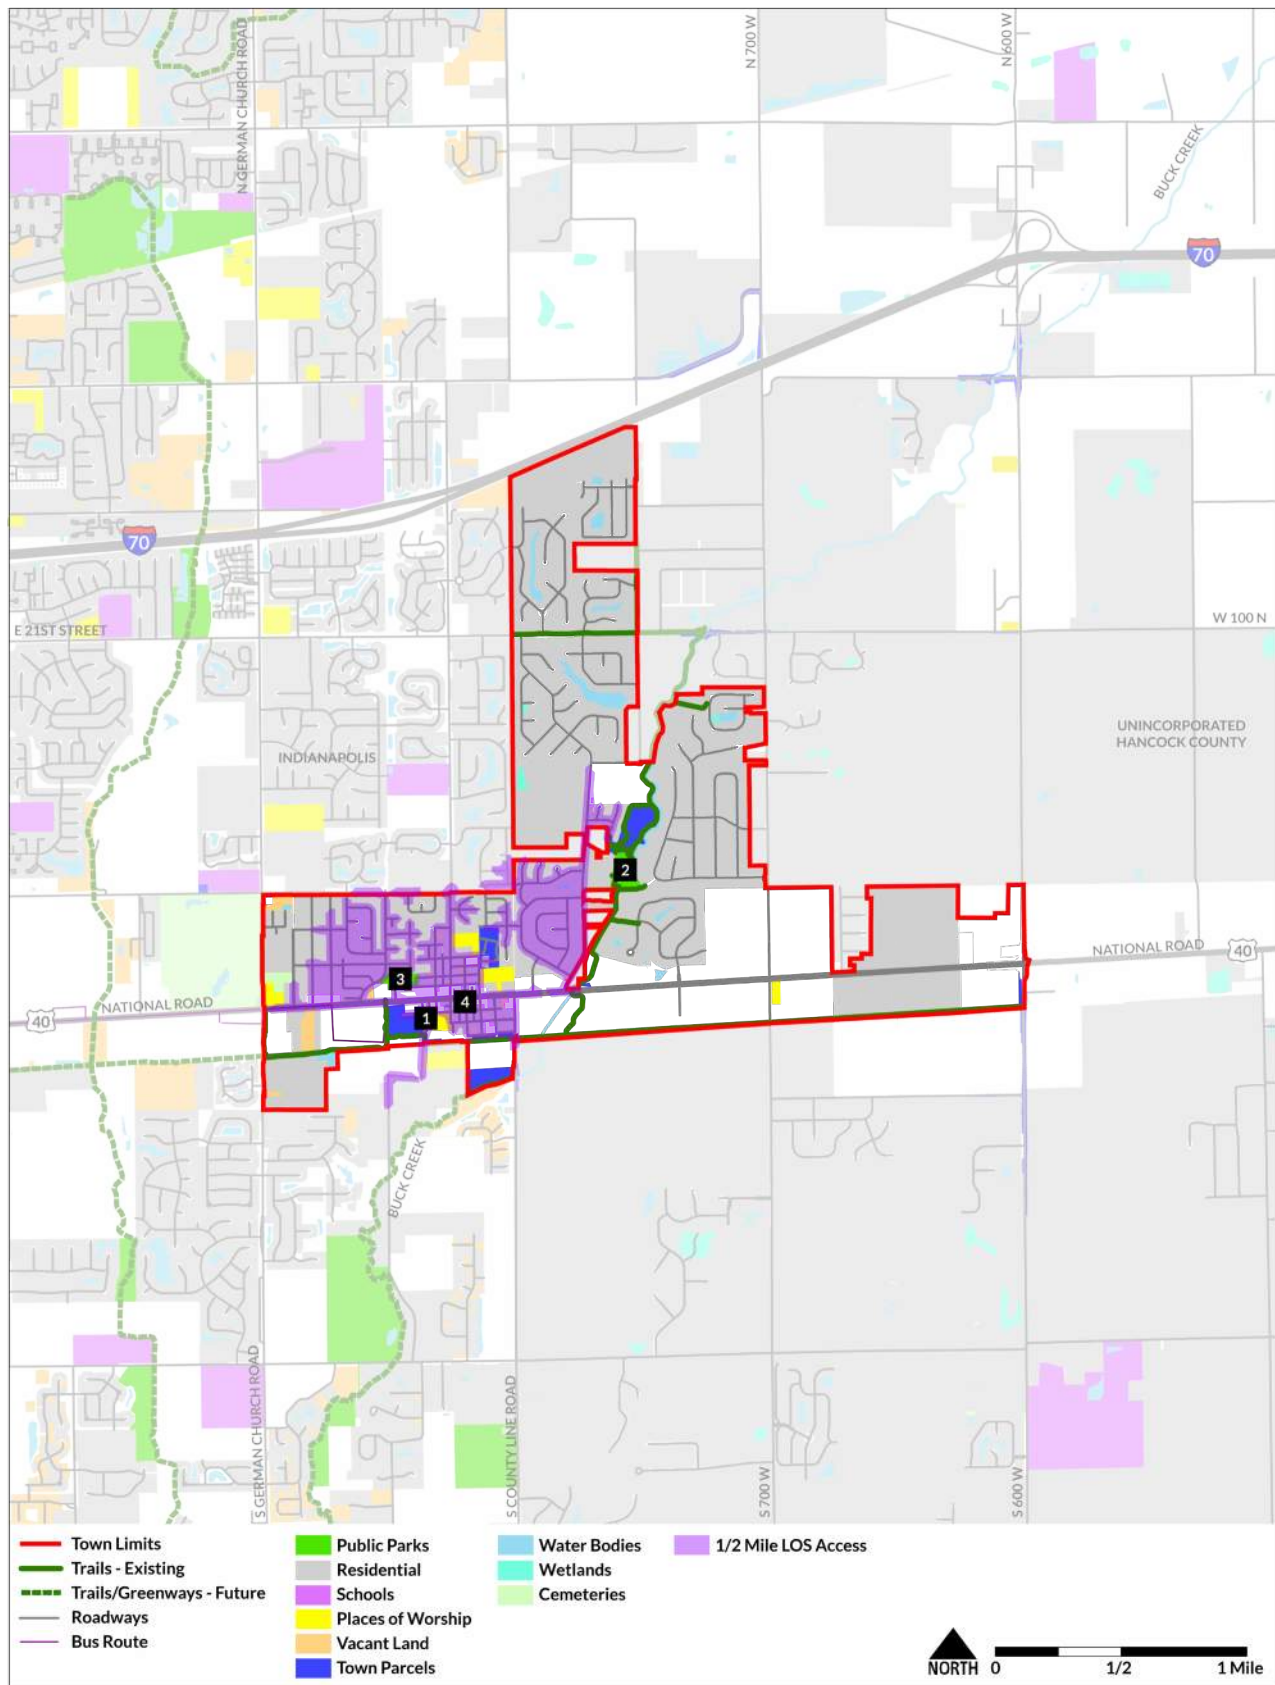 N GERMAN CHURCH ROAD
N 700 W
N 600 W
BUCK CREEK
70
70
E 21ST STREET
W 100 N
INDIANAPOLIS
UNINCORPORATED
HANCOCK COUNTY
2
NATIONAL ROAD
40
3
4
1
NATIONAL ROAD
40
BUCK CREEK
S GERMAN CHURCH ROAD
S COUNTY LINE ROAD
S 700 W
S 600 W
Town Limits
Trails - Existing
Trails/Greenways - Future
Roadways
Bus Route
Public Parks
Residential
Schools
Places of Worship
Vacant Land
Town Parcels
Water Bodies
Wetlands
Cemeteries
1/2 Mile LOS Access
NORTH
0 1/2 1 Mile